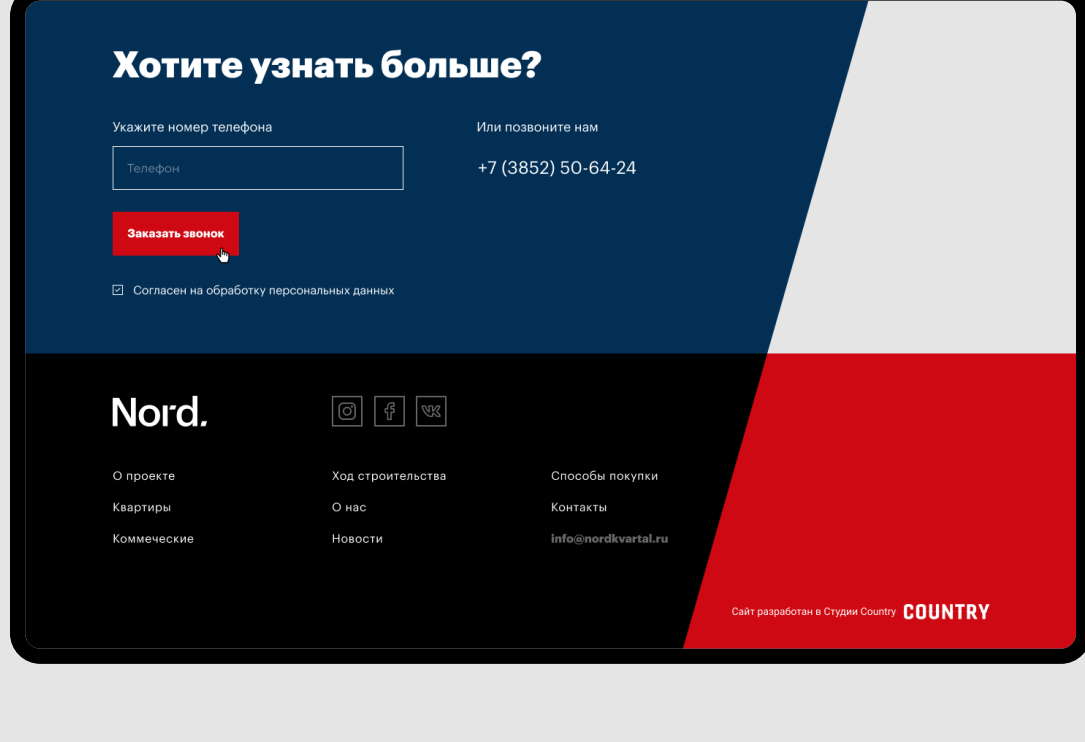 Хотите узнать больше?
Укажите номер телефона
Или позвоните нам
Телефон
+7 (3852) 50-64-24
Заказать звонок
Согласен на обработку персональных данных
Nord.
О проекте
Ход строительства
Способы покупки
Квартиры
О нас
Контакты
Коммеческие
Новости
info@nordkvartal.ru
Сайт разработан в Студии Country COUNTRY